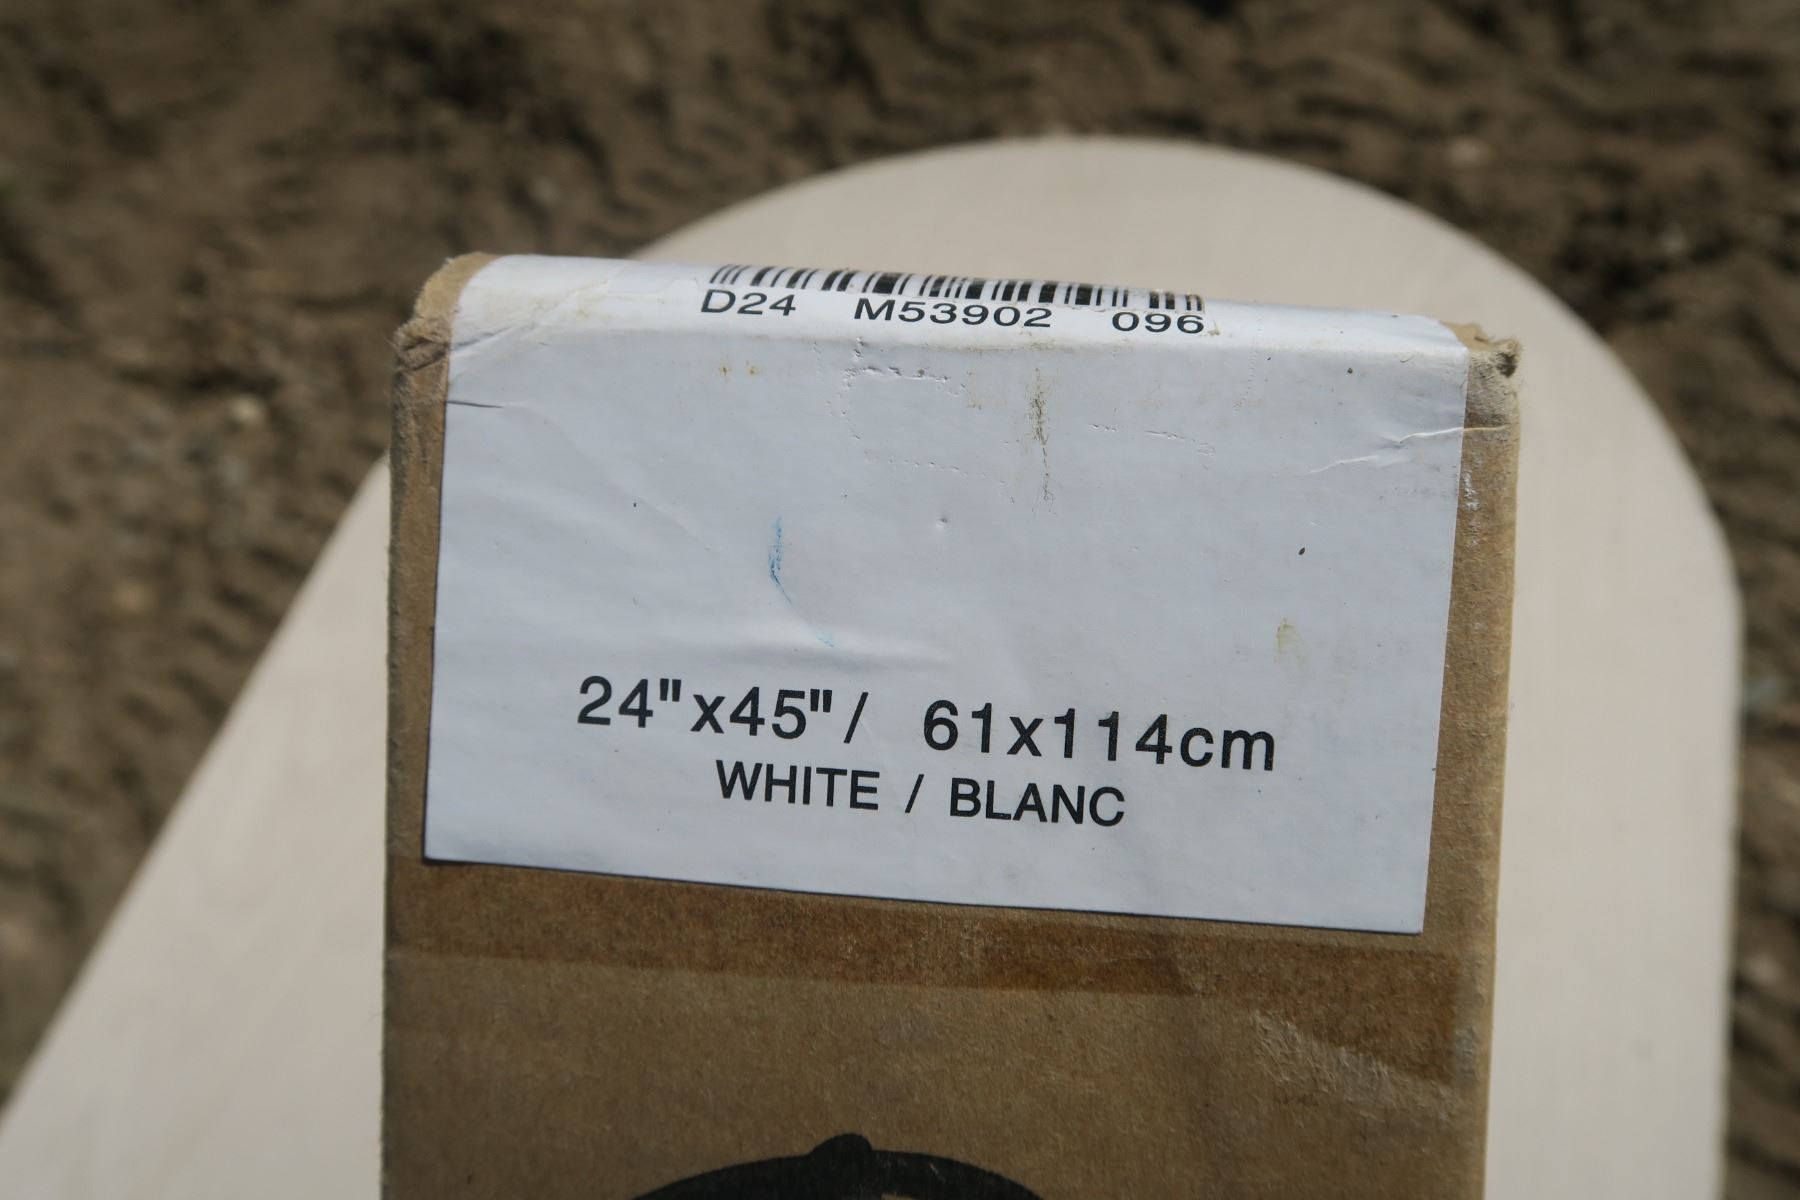 D24 M53902 096
24"x45"/ 61x114cm
WHITE / BLANC